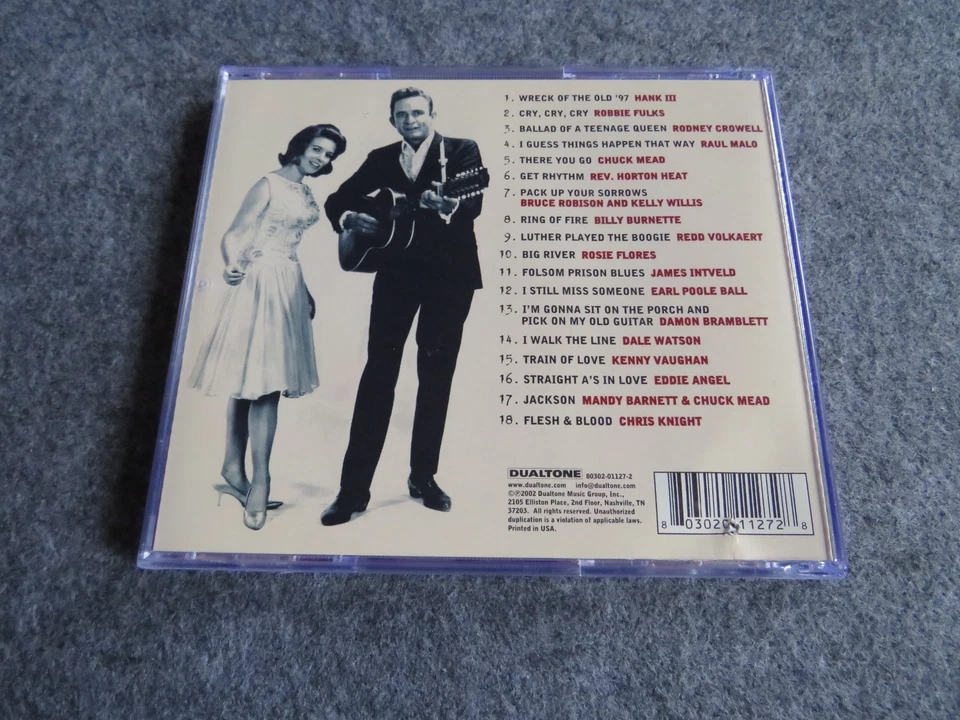 1. WRECK OF THE OLD '97 HANK III
2. CRY, CRY, CRY ROBBIE FULKS
3. BALLAD OF A TEENAGE QUEEN RODNEY CROWELL
4. I GUESS THINGS HAPPEN THAT WAY RAUL MALO
5. THERE YOU GO CHUCK MEAD
6. GET RHYTHM REV. HORTON HEAT
7. PACK UP YOUR SORROWS
BRUCE ROBISON AND KELLY WILLIS
8. RING OF FIRE BILLY BURNETTE
9. LUTHER PLAYED THE BOOGIE REDD VOLKAERT
10. BIG RIVER ROSIE FLORES
11. FOLSOM PRISON BLUES JAMES INTVELD
12. I STILL MISS SOMEONE EARL POOLE BALL
13. I'M GONNA SIT ON THE PORCH AND
PICK ON MY OLD GUITAR DAMON BRAMBLETT
14. I WALK THE LINE DALE WATSON
15. TRAIN OF LOVE KENNY VAUGHAN
16. STRAIGHT A'S IN LOVE EDDIE ANGEL
17. JACKSON MANDY BARNETT & CHUCK MEAD
18. FLESH & BLOOD CHRIS KNIGHT
DUALTONE 80302-01127-2
www.dualtone.com info@dualtone.com
©℗2002 Dualtone Music Group, Inc.,
2105 Elliston Place, 2nd Floor, Nashville, TN
37203. All rights reserved. Unauthorized
duplication is a violation of applicable laws.
Printed in USA.
8 03020 11272 8